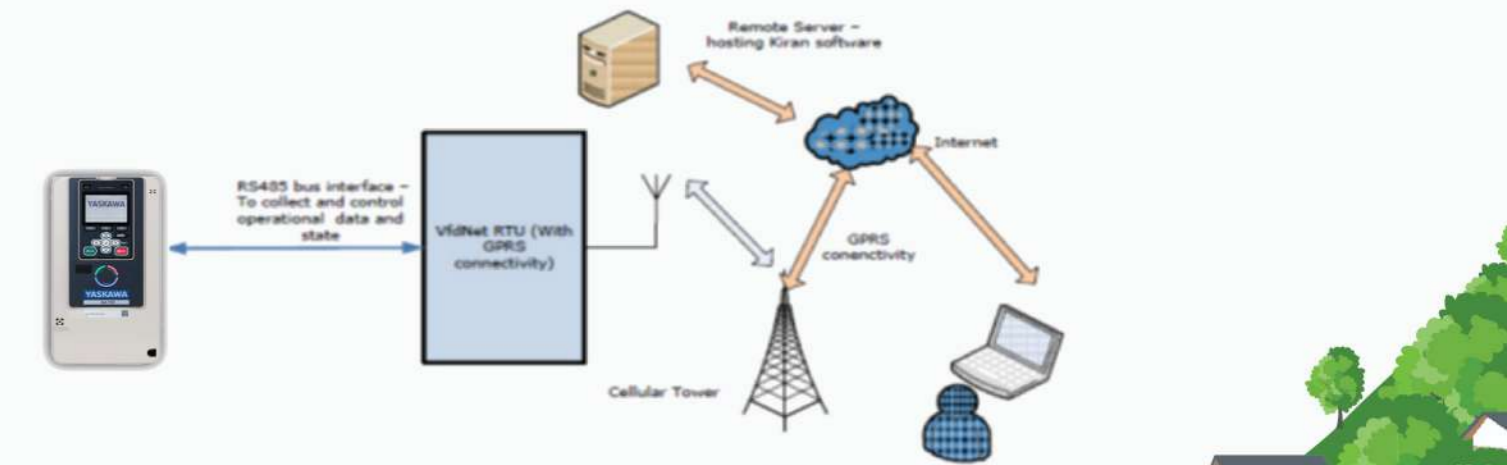 Remote Server –
hosting Kiran software
Internet
RS485 bus interface –
To collect and control
operational data and
state
VfdNet RTU (With
GPRS
connectivity)
GPRS
conenctivity
Cellular Tower
YASKAWA
YASKAWA